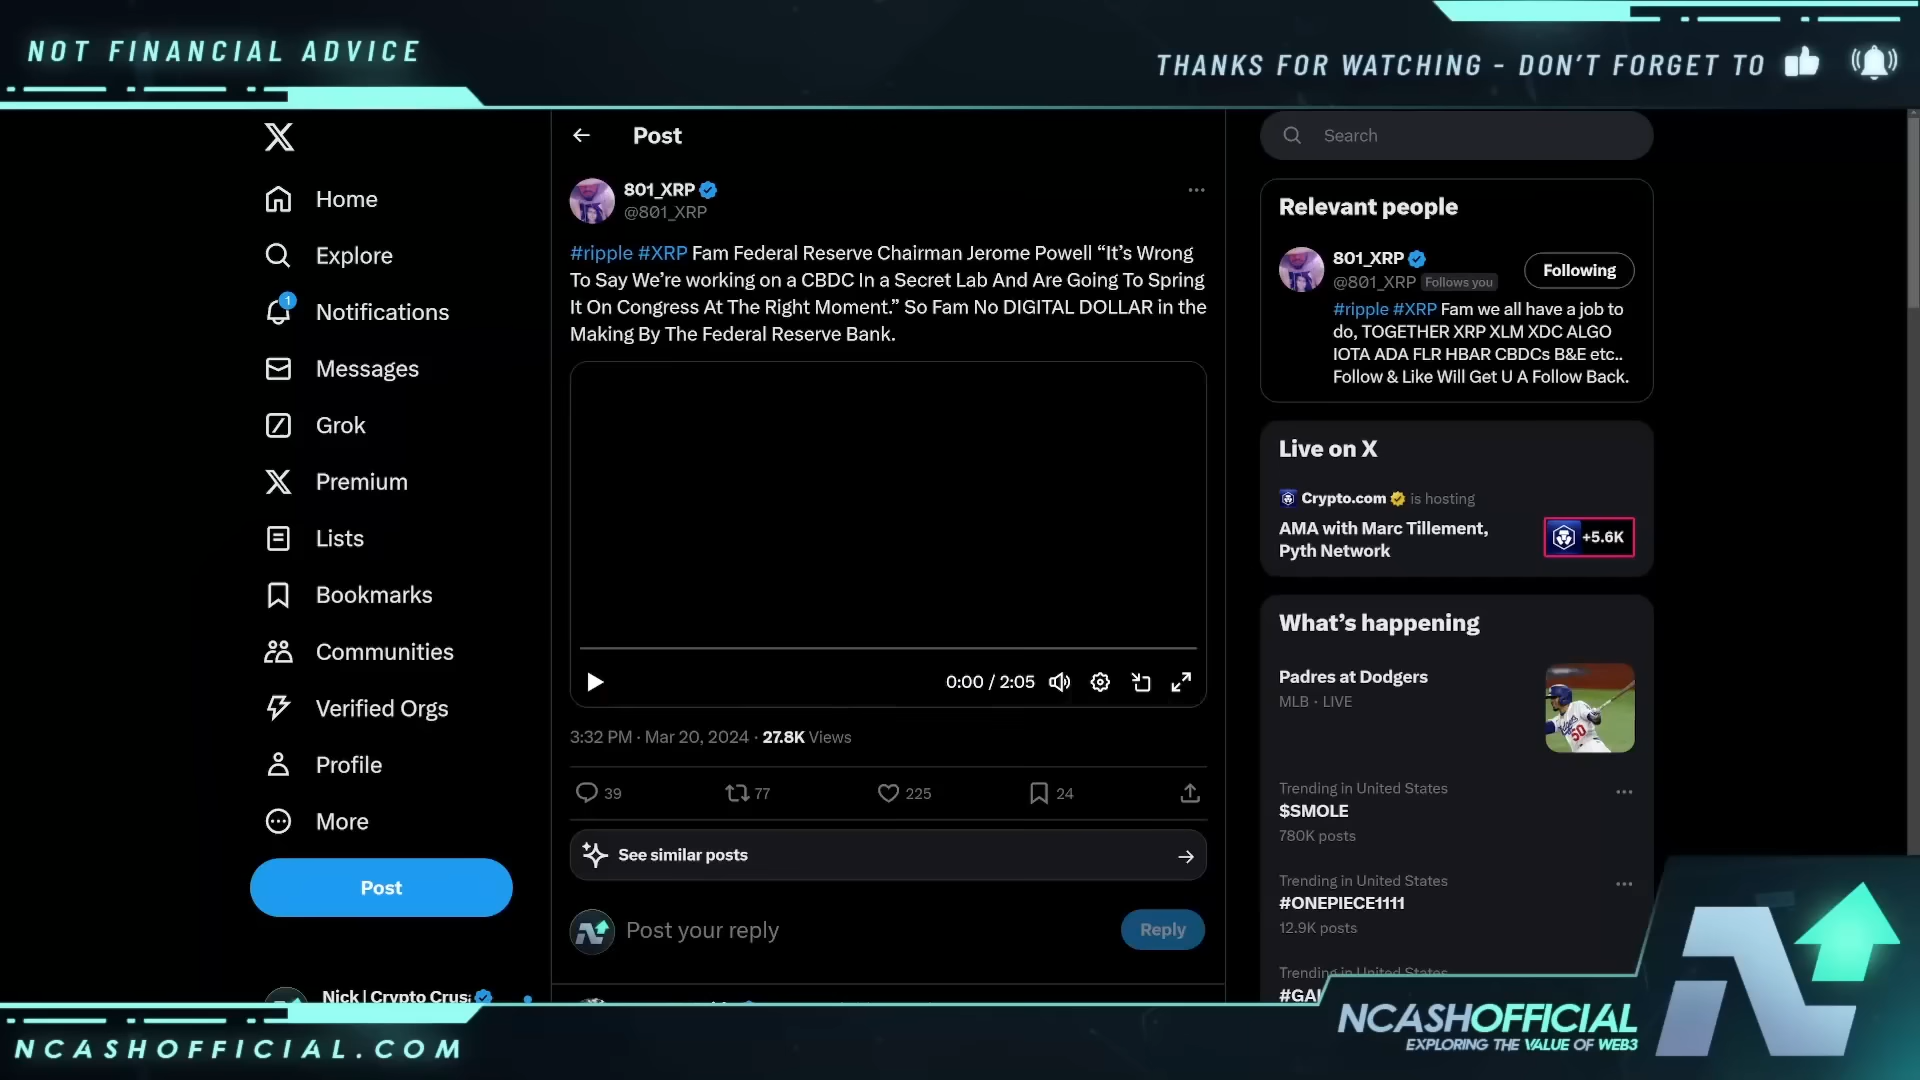 NOT FINANCIAL ADVICE
THANKS FOR WATCHING - DON'T FORGET TO
Home
Explore
1
Notifications
Messages
Grok
Premium
Lists
Bookmarks
Communities
Verified Orgs
Profile
More
Post
Nick | Crypto Crus
Post
801_XRP
@801_XRP
#ripple #XRP Fam Federal Reserve Chairman Jerome Powell “It’s Wrong
To Say We’re working on a CBDC In a Secret Lab And Are Going To Spring
It On Congress At The Right Moment.” So Fam No DIGITAL DOLLAR in the
Making By The Federal Reserve Bank.
0:00 / 2:05
3:32 PM · Mar 20, 2024 · 27.8K Views
39 77 225 24
See similar posts
Post your reply
Reply
Search
Relevant people
801_XRP
Following
@801_XRP Follows you
#ripple #XRP Fam we all have a job to
do, TOGETHER XRP XLM XDC ALGO
IOTA ADA FLR HBAR CBDCs B&E etc..
Follow & Like Will Get U A Follow Back.
Live on X
Crypto.com is hosting
AMA with Marc Tillement,
Pyth Network
+5.6K
What’s happening
Padres at Dodgers
MLB · LIVE
50
Trending in United States
$SMOLE
780K posts
Trending in United States
#ONEPIECE1111
12.9K posts
Trending in United States
#GA
NCASHOFFICIAL.COM
NCASHOFFICIAL
EXPLORING THE VALUE OF WEB3